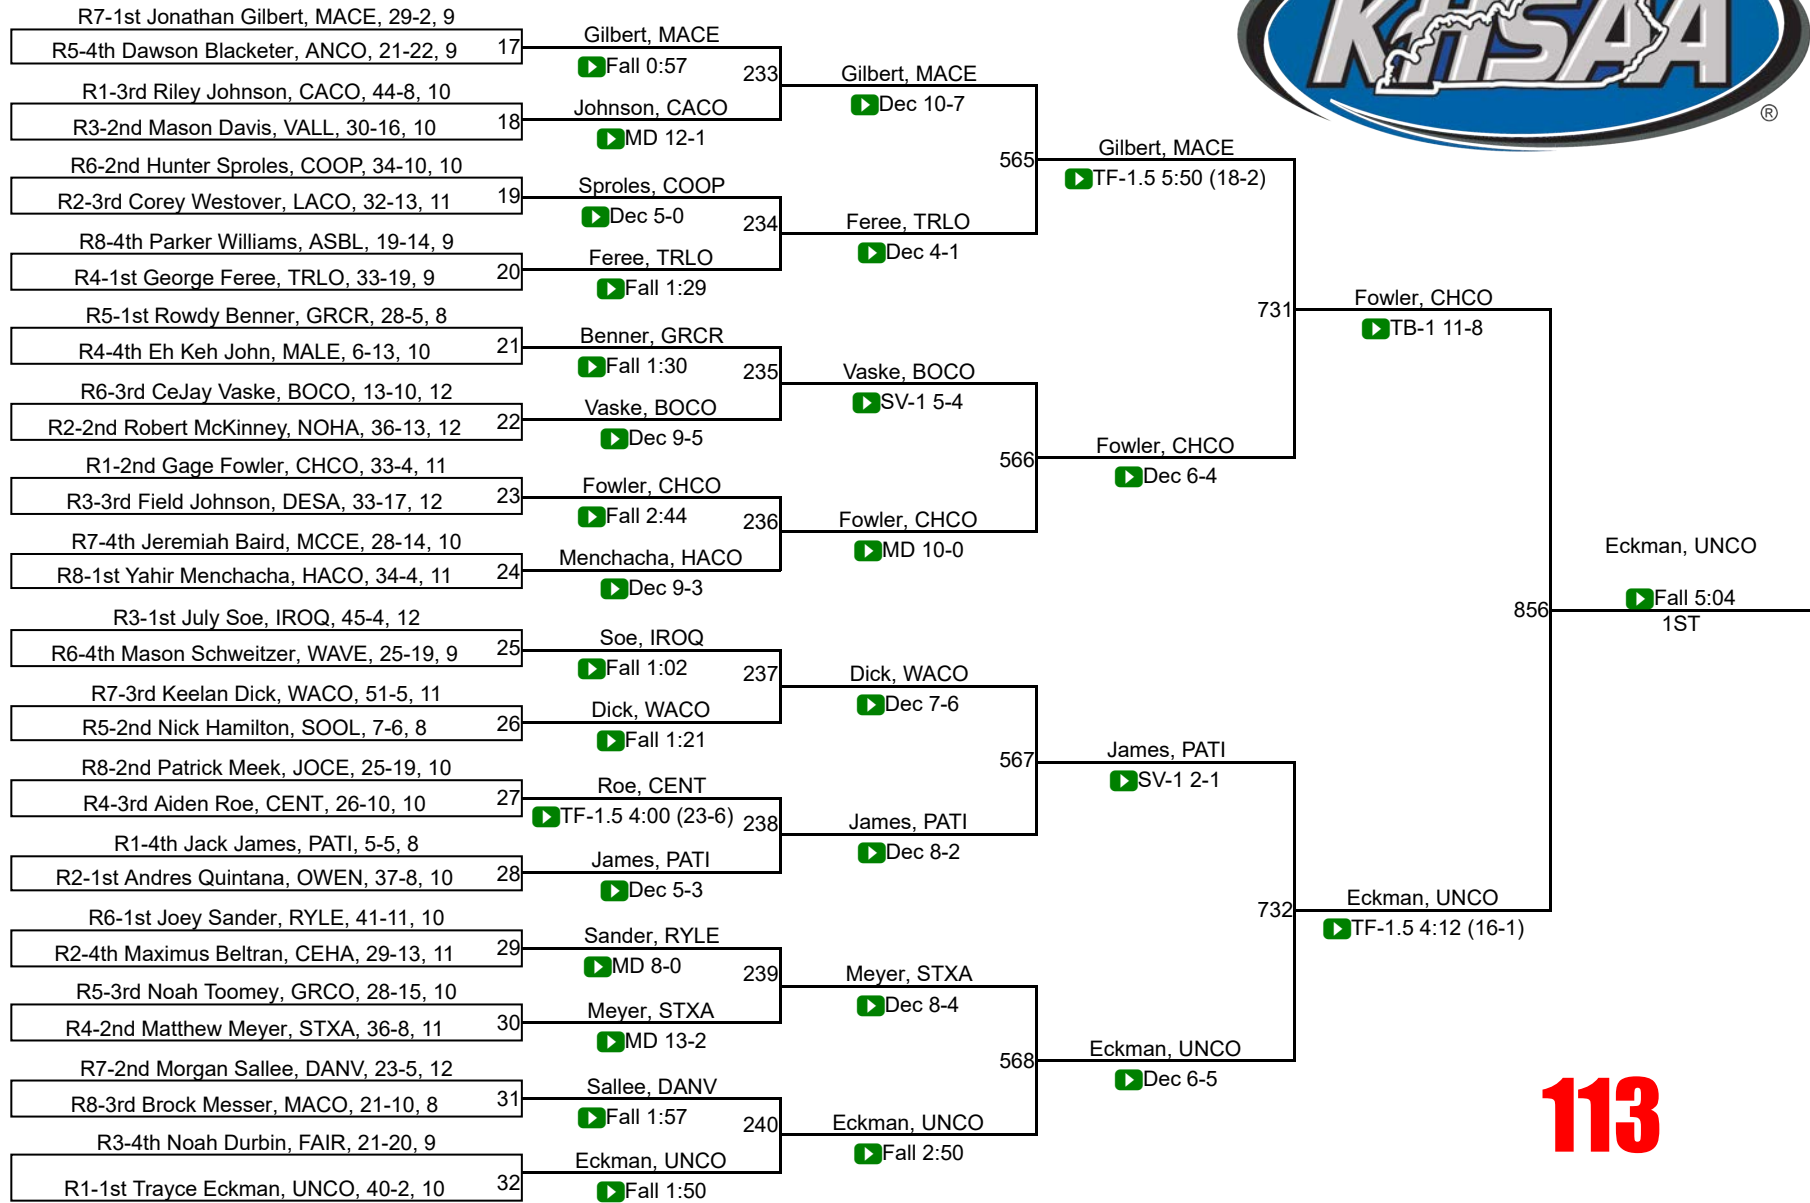 KHSAA
®
R7-1st Jonathan Gilbert, MACE, 29-2, 9
R5-4th Dawson Blacketer, ANCO, 21-22, 9
17
R1-3rd Riley Johnson, CACO, 44-8, 10
R3-2nd Mason Davis, VALL, 30-16, 10
18
R6-2nd Hunter Sproles, COOP, 34-10, 10
R2-3rd Corey Westover, LACO, 32-13, 11
19
R8-4th Parker Williams, ASBL, 19-14, 9
R4-1st George Feree, TRLO, 33-19, 9
20
R5-1st Rowdy Benner, GRCR, 28-5, 8
R4-4th Eh Keh John, MALE, 6-13, 10
21
R6-3rd CeJay Vaske, BOCO, 13-10, 12
R2-2nd Robert McKinney, NOHA, 36-13, 12
22
R1-2nd Gage Fowler, CHCO, 33-4, 11
R3-3rd Field Johnson, DESA, 33-17, 12
23
R7-4th Jeremiah Baird, MCCE, 28-14, 10
R8-1st Yahir Menchacha, HACO, 34-4, 11
24
R3-1st July Soe, IROQ, 45-4, 12
R6-4th Mason Schweitzer, WAVE, 25-19, 9
25
R7-3rd Keelan Dick, WACO, 51-5, 11
R5-2nd Nick Hamilton, SOOL, 7-6, 8
26
R8-2nd Patrick Meek, JOCE, 25-19, 10
R4-3rd Aiden Roe, CENT, 26-10, 10
27
R1-4th Jack James, PATI, 5-5, 8
R2-1st Andres Quintana, OWEN, 37-8, 10
28
R6-1st Joey Sander, RYLE, 41-11, 10
R2-4th Maximus Beltran, CEHA, 29-13, 11
29
R5-3rd Noah Toomey, GRCO, 28-15, 10
R4-2nd Matthew Meyer, STXA, 36-8, 11
30
R7-2nd Morgan Sallee, DANV, 23-5, 12
R8-3rd Brock Messer, MACO, 21-10, 8
31
R3-4th Noah Durbin, FAIR, 21-20, 9
R1-1st Trayce Eckman, UNCO, 40-2, 10
32
Gilbert, MACE
Fall 0:57
233
Johnson, CACO
MD 12-1
Sproles, COOP
Dec 5-0
234
Feree, TRLO
Fall 1:29
Benner, GRCR
Fall 1:30
235
Vaske, BOCO
Dec 9-5
Fowler, CHCO
Fall 2:44
236
Menchacha, HACO
Dec 9-3
Soe, IROQ
Fall 1:02
237
Dick, WACO
Fall 1:21
Roe, CENT
TF-1.5 4:00 (23-6)
238
James, PATI
Dec 5-3
Sander, RYLE
MD 8-0
239
Meyer, STXA
MD 13-2
Sallee, DANV
Fall 1:57
240
Eckman, UNCO
Fall 1:50
Gilbert, MACE
Dec 10-7
565
Feree, TRLO
Dec 4-1
Vaske, BOCO
SV-1 5-4
566
Fowler, CHCO
MD 10-0
Dick, WACO
Dec 7-6
567
James, PATI
Dec 8-2
Meyer, STXA
Dec 8-4
568
Eckman, UNCO
Fall 2:50
Gilbert, MACE
TF-1.5 5:50 (18-2)
731
Fowler, CHCO
Dec 6-4
James, PATI
SV-1 2-1
732
Eckman, UNCO
Dec 6-5
Fowler, CHCO
TB-1 11-8
856
Eckman, UNCO
TF-1.5 4:12 (16-1)
Eckman, UNCO
Fall 5:04
1ST
113